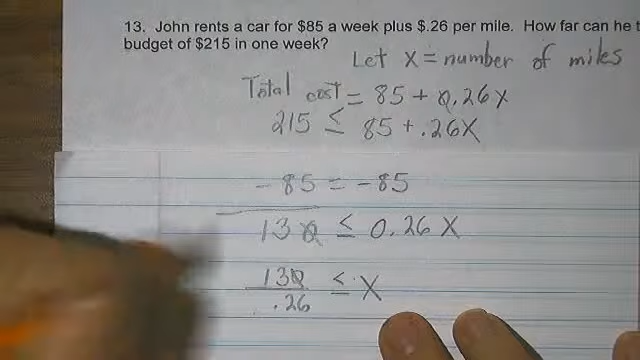 13. John rents a car for $85 a week plus $.26 per mile. How far can he
budget of $215 in one week?
Let x = number of miles
Total cost = 85 + 0.26x
215 ≤ 85 + .26x
-85 = -85
130 ≤ 0.26 X
130
.26
≤ X